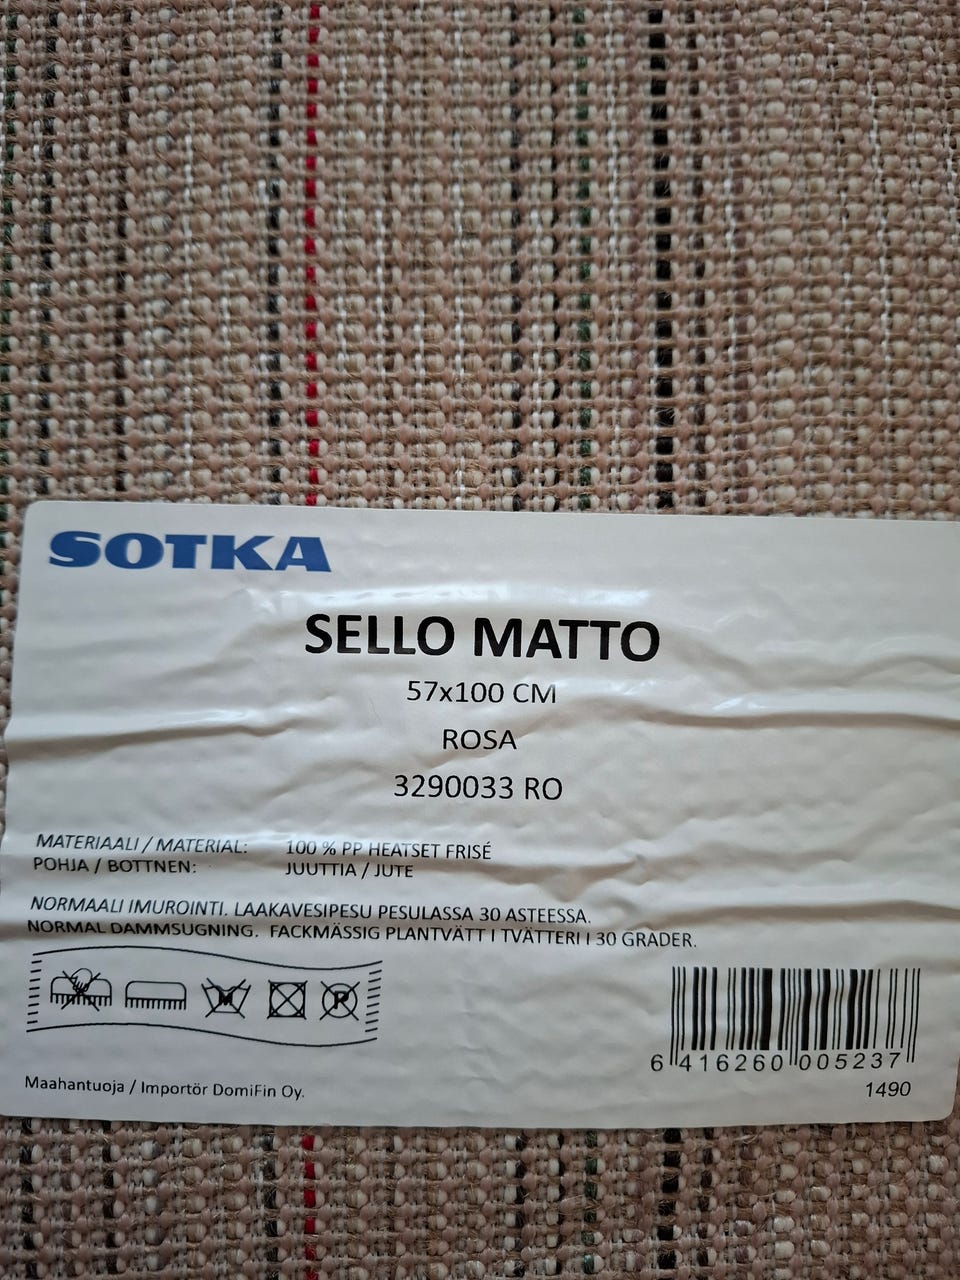 SOTKA
SELLO MATTO
57x100 CM
ROSA
3290033 RO
MATERIAALI / MATERIAL: 100 % PP HEATSET FRISÉ
POHJA / BOTTNEN: JUUTTIA / JUTE
NORMAALI IMUROINTI. LAAKAVESIPESU PESULASSA 30 ASTEESSA.
NORMAL DAMMSUGNING. FACKMÄSSIG PLANTVÄTT I TVÄTTERI I 30 GRADER.
M P
6 416260 005237
1490
Maahantuoja / Importör DomiFin Oy.